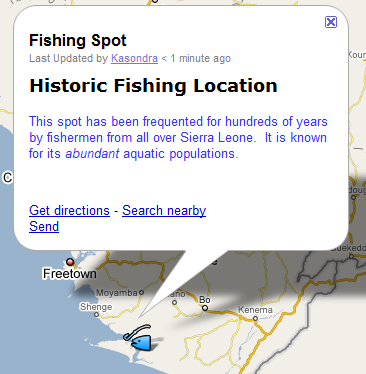 Fishing Spot
Last Updated by Kasondra < 1 minute ago
Historic Fishing Location
This spot has been frequented for hundreds of years
by fishermen from all over Sierra Leone.  It is known
for its abundant aquatic populations.
Get directions - Search nearby
Send
C
Freetown
Moyamba
Shenge
Bo
Kenema